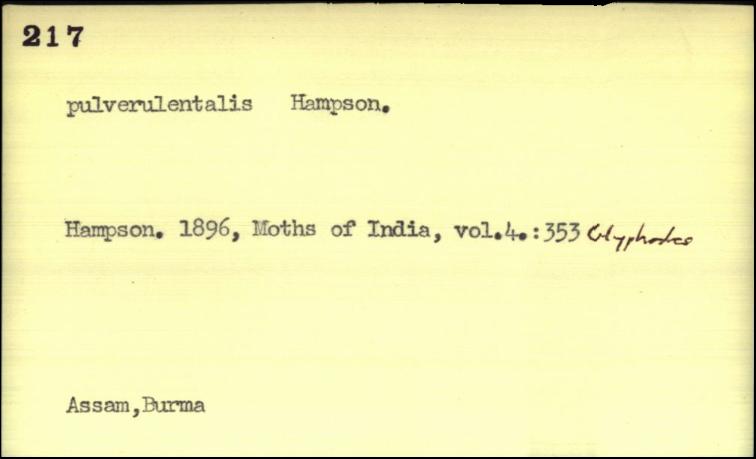 217
pulverulentalis Hampson.
Hampson. 1896, Moths of India, vol.4.:353 Glyphodes
Assam,Burma